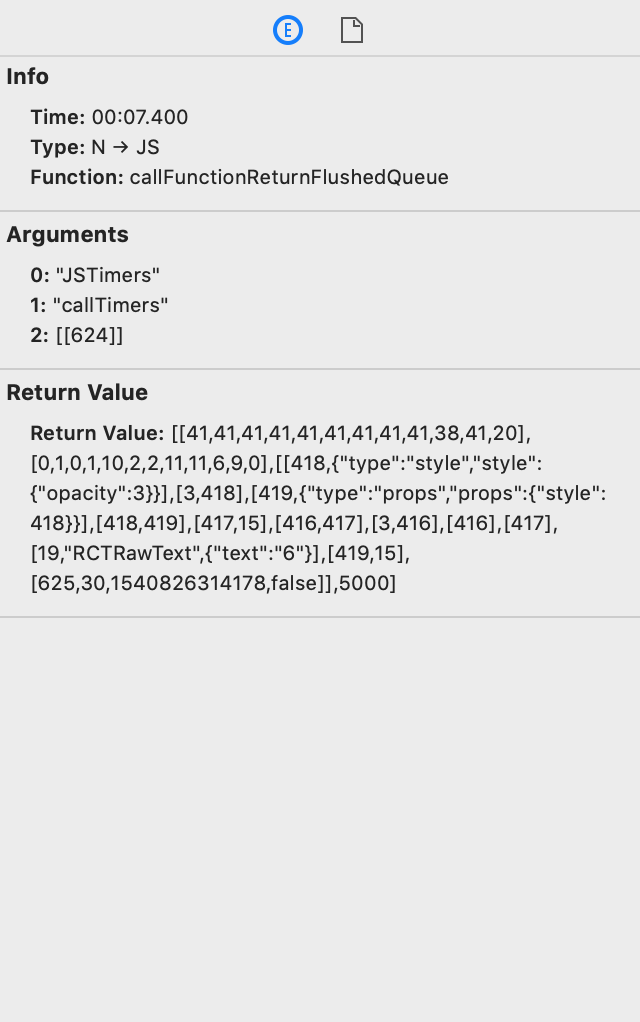 E
Info
Time: 00:07.400
Type: N → JS
Function: callFunctionReturnFlushedQueue
Arguments
0: "JSTimers"
1: "callTimers"
2: [[624]]
Return Value
Return Value: [[41,41,41,41,41,41,41,41,41,38,41,20],
[0,1,0,1,10,2,2,11,11,6,9,0],[[418,{"type":"style","style":
{"opacity":3}}],[3,418],[419,{"type":"props","props":{"style":
418}}],[418,419],[417,15],[416,417],[3,416],[416],[417],
[19,"RCTRawText",{"text":"6"}],[419,15],
[625,30,1540826314178,false]],5000]